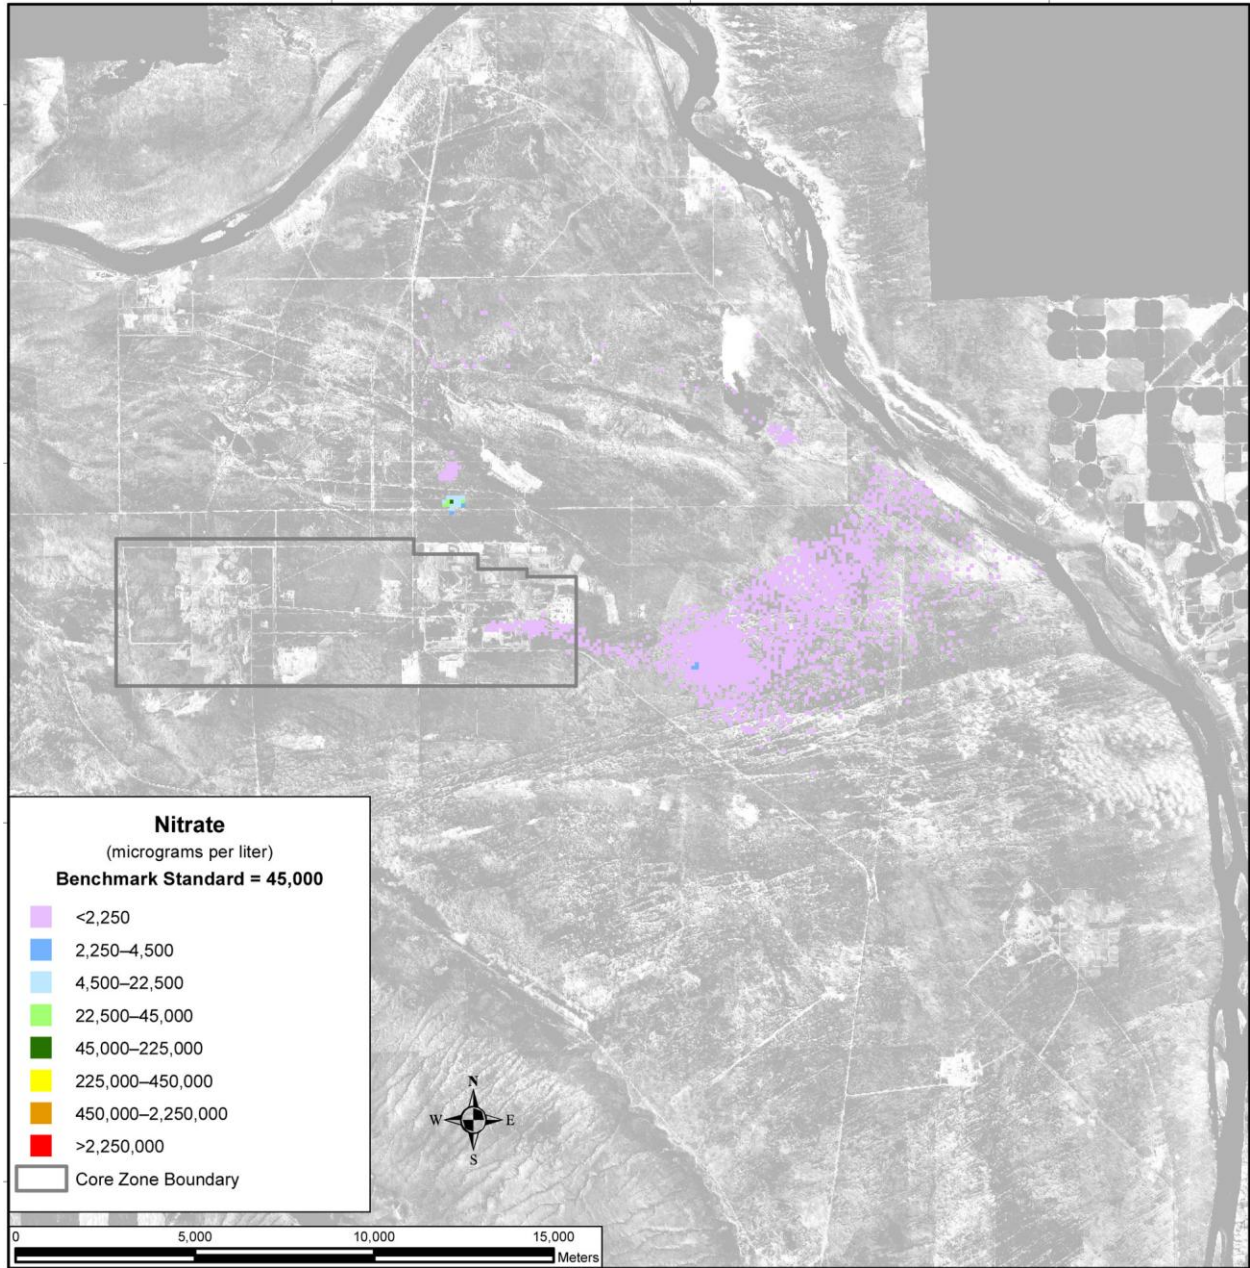 Nitrate
(micrograms per liter)
Benchmark Standard = 45,000
<2,250
2,250–4,500
4,500–22,500
22,500–45,000
45,000–225,000
225,000–450,000
450,000–2,250,000
>2,250,000
Core Zone Boundary
N
W E
S
0 5,000 10,000 15,000
Meters